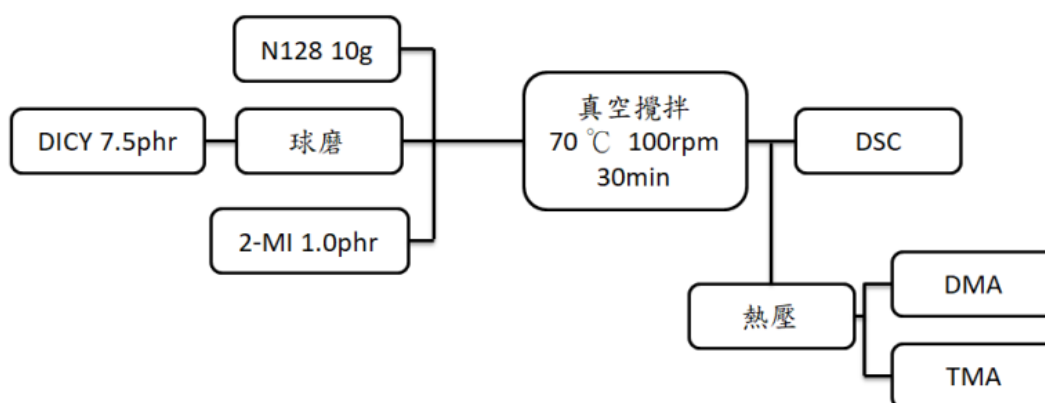 N128 10g
DICY 7.5phr
球磨
2-MI 1.0phr
真空攪拌
70 ℃ 100rpm
30min
DSC
熱壓
DMA
TMA